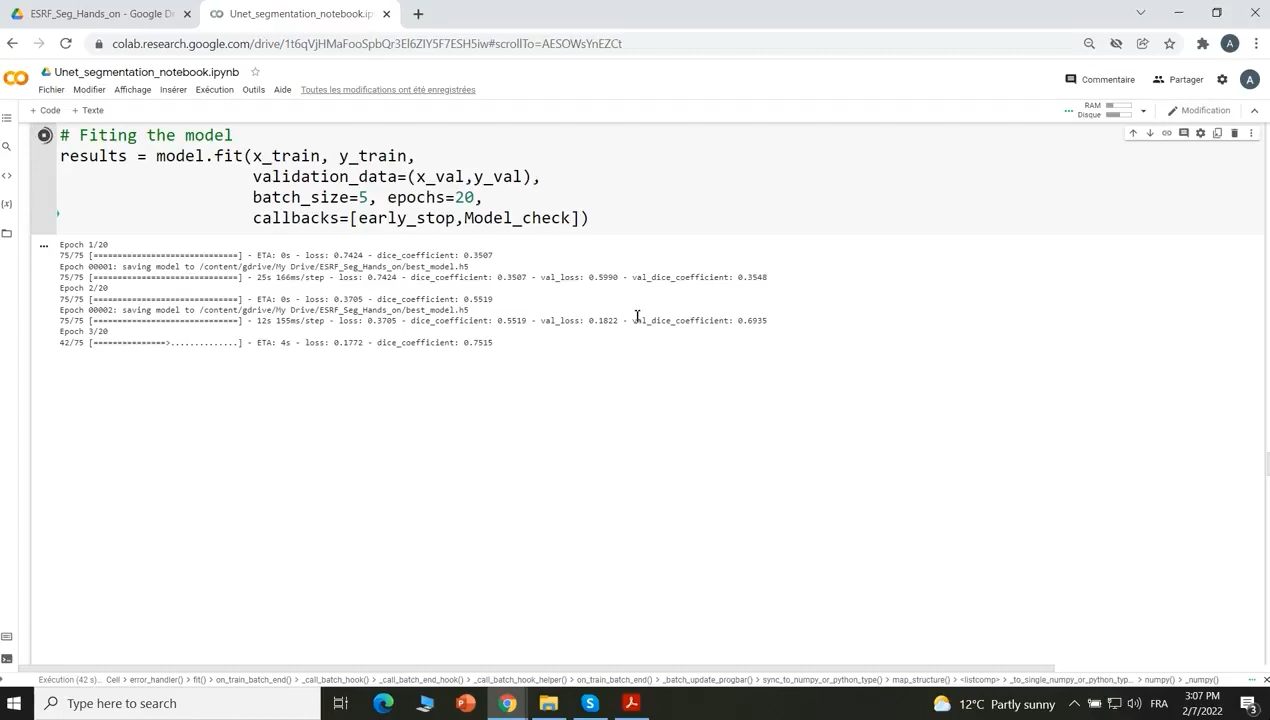 ESRF_Seg_Hands_on - Google Dr
Unet_segmentation_notebook.ipy
colab.research.google.com/drive/1t6qVjHMaFooSpbQr3El6ZIY5F7ESH5iw#scrollTo=AESOWsYnEZCt
A
Unet_segmentation_notebook.ipynb
Commentaire
Partager
A
Fichier Modifier Affichage Insérer Exécution Outils Aide Toutes les modifications ont été enregistrées
+ Code + Texte
RAM
Disque
Modification
# Fiting the model
results = model.fit(x_train, y_train,
validation_data=(x_val,y_val),
batch_size=5, epochs=20,
callbacks=[early_stop,Model_check])
Epoch 1/20
75/75 [==============================] - ETA: 0s - loss: 0.7424 - dice_coefficient: 0.3507
Epoch 00001: saving model to /content/gdrive/My Drive/ESRF_Seg_Hands_on/best_model.h5
75/75 [==============================] - 25s 166ms/step - loss: 0.7424 - dice_coefficient: 0.3507 - val_loss: 0.5990 - val_dice_coefficient: 0.3548
Epoch 2/20
75/75 [==============================] - ETA: 0s - loss: 0.3705 - dice_coefficient: 0.5519
Epoch 00002: saving model to /content/gdrive/My Drive/ESRF_Seg_Hands_on/best_model.h5
75/75 [==============================] - 12s 155ms/step - loss: 0.3705 - dice_coefficient: 0.5519 - val_loss: 0.1822 - val_dice_coefficient: 0.6935
Epoch 3/20
42/75 [===============>..............] - ETA: 4s - loss: 0.1772 - dice_coefficient: 0.7515
Exécution (42 s)... Cell > error_handler() > fit() > on_train_batch_end() > _call_batch_hook() > _call_batch_end_hook() > _call_batch_hook_helper() > on_train_batch_end() > _batch_update_progbar() > sync_to_numpy_or_python_type() > map_structure() > <listcomp> > _to_single_numpy_or_python_typ... > numpy() > _numpy()
Type here to search
12°C Partly sunny
FRA
3:07 PM
2/7/2022
3